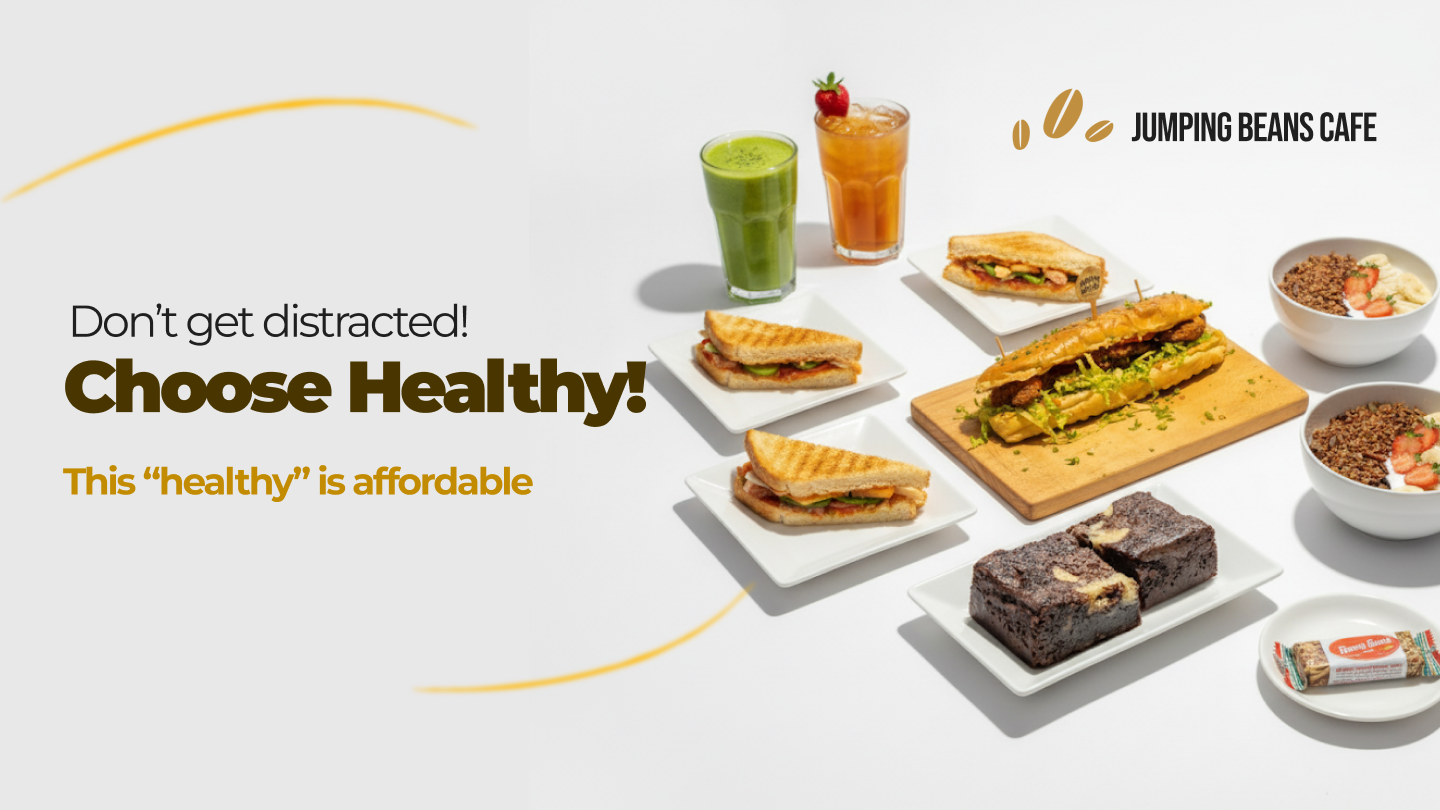 JUMPING BEANS CAFE
Don’t get distracted!
Choose Healthy!
This “healthy” is affordable